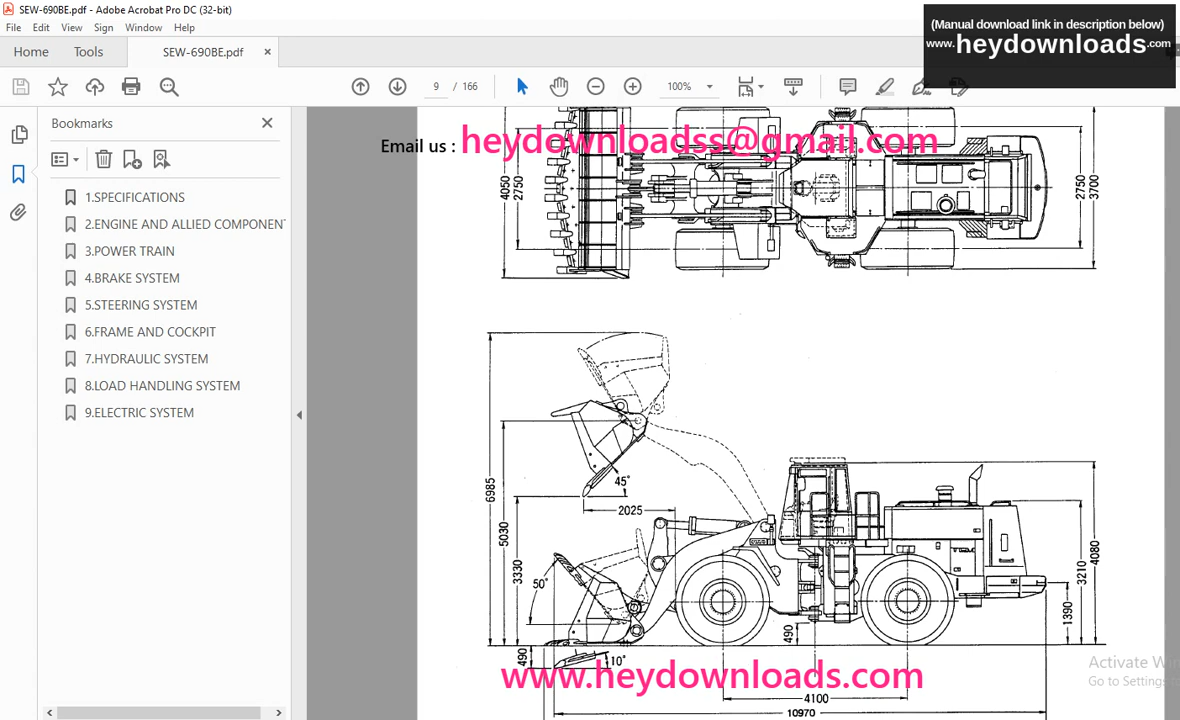 SEW-690BE.pdf - Adobe Acrobat Pro DC (32-bit)
File Edit View Sign Window Help
(Manual download link in description below)
www.heydownloads.com
Home Tools SEW-690BE.pdf ×
9 / 166 100%
Bookmarks
1.SPECIFICATIONS
2.ENGINE AND ALLIED COMPONEN
3.POWER TRAIN
4.BRAKE SYSTEM
5.STEERING SYSTEM
6.FRAME AND COCKPIT
7.HYDRAULIC SYSTEM
8.LOAD HANDLING SYSTEM
9.ELECTRIC SYSTEM
Email us : heydownloadss@gmail.com
4050
2750
2750
3700
6985
5030
3330
45°
2025
50°
490
10°
490
1390
3210
4080
www.heydownloads.com
4100
10970
Activate Wi
Go to Settings